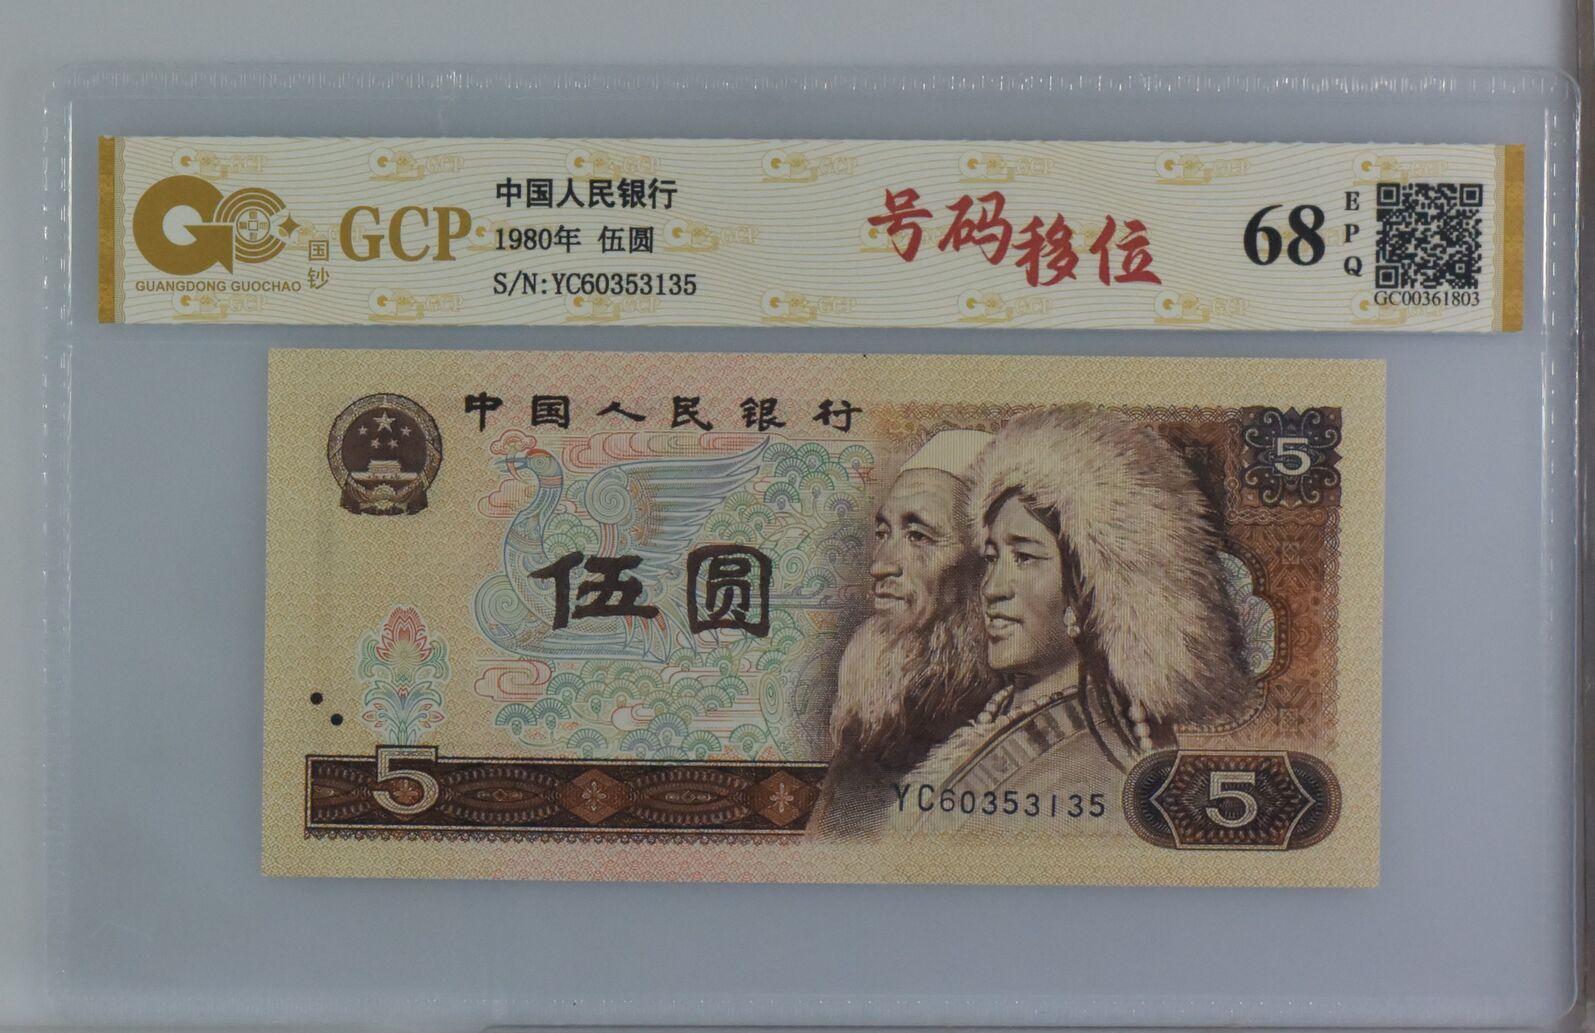 GUANGDONG GUOCHAO
国钞
GCP
中国人民银行
1980年 伍圆
S/N:YC60353135
号码移位
68
EPQ
GC00361803
中国人民银行
5
伍圆
5
YC60353135
5